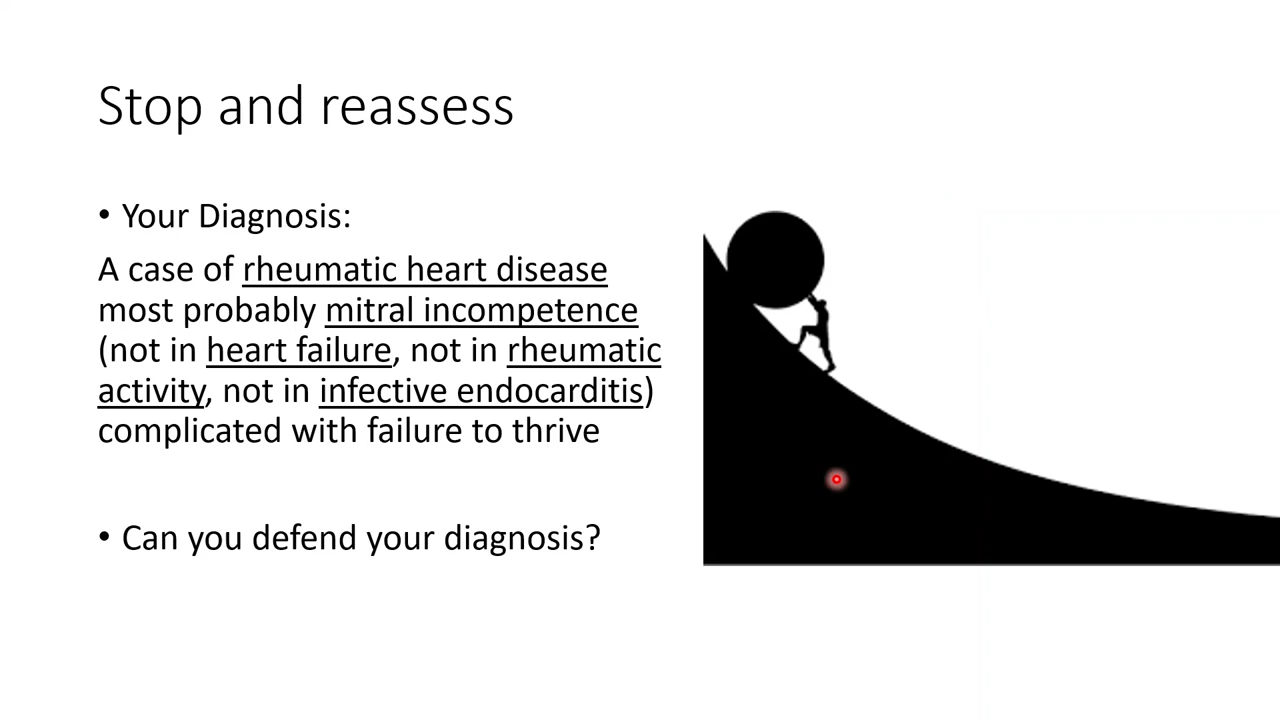 Stop and reassess
• Your Diagnosis:
A case of rheumatic heart disease
most probably mitral incompetence
(not in heart failure, not in rheumatic
activity, not in infective endocarditis)
complicated with failure to thrive
• Can you defend your diagnosis?